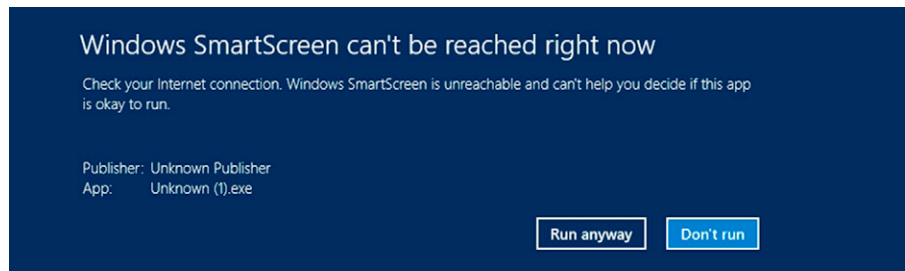 Windows SmartScreen can't be reached right now
Check your Internet connection. Windows SmartScreen is unreachable and can't help you decide if this app
is okay to run.
Publisher: Unknown Publisher
App: Unknown (1).exe
Run anyway
Don't run